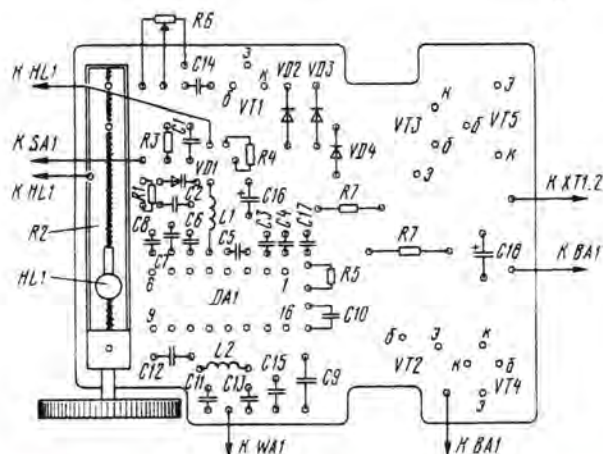 R6
К HL1
C14
э
к
б
VT1
VD2
VD3
к
э
VT3
б
VT5
э
к
К SA1
R3
C1
R4
VD4
К HL1
VD1
R1
C2
C16
R7
К ХТ1.2
R2
C8
C6
L1
C3
C4
C17
C7
C5
R7
C18
HL1
6
DA1
1
R5
К BA1
9
16
C10
C12
L2
C11
C13
C15
C9
б
э
к
VT2
к
б
VT4
э
К WA1
К BA1